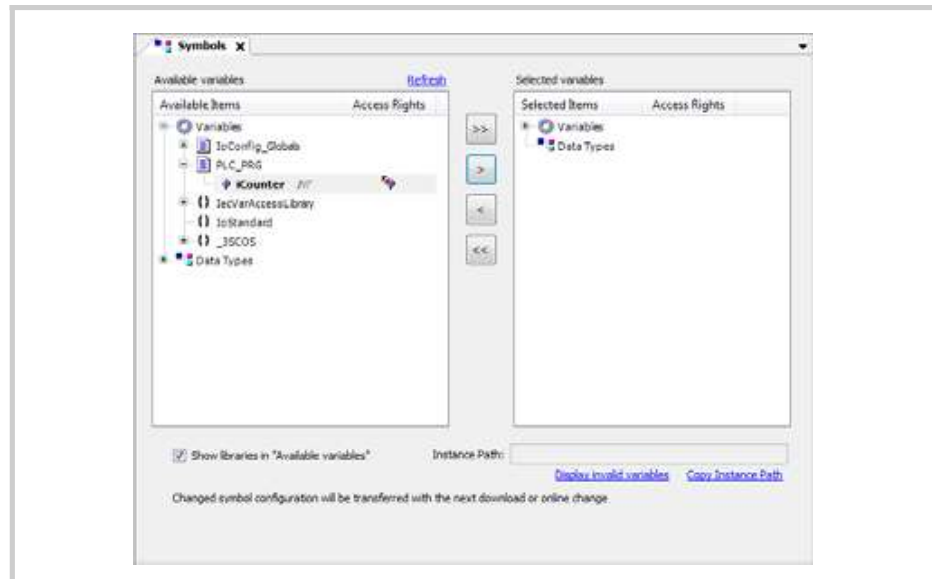 Symbols x
Available variables Refresh Selected variables
Available Items Access Rights Selected Items Access Rights
Variables Variables
IoConfig_Globals Data Types
PLC_PRG
iCounter INT
IecVarAccessLibrary
IoStandard
_3SCOS
Data Types
>>
>
<
<<
Show libraries in "Available variables" Instance Path:
Display invalid variables Copy Instance Path
Changed symbol configuration will be transferred with the next download or online change